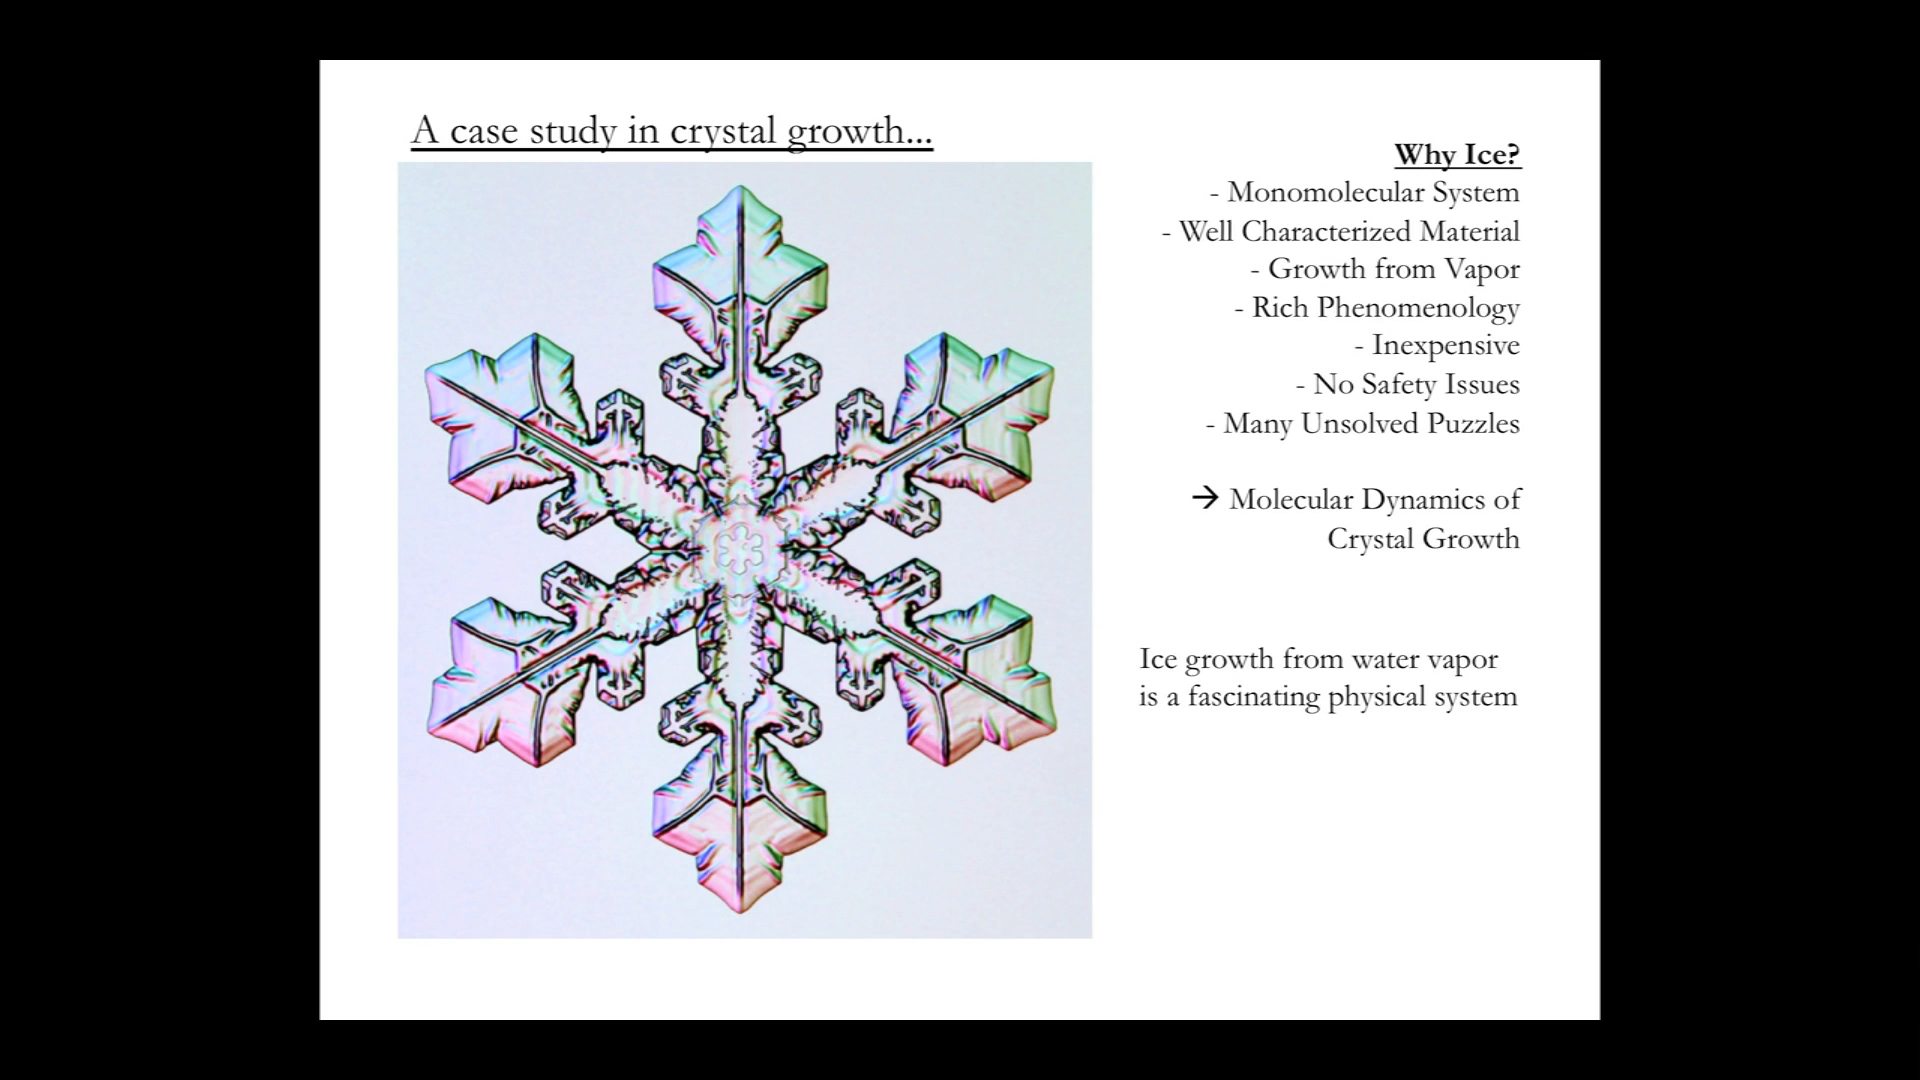 A case study in crystal growth...
Why Ice?
- Monomolecular System
- Well Characterized Material
- Growth from Vapor
- Rich Phenomenology
- Inexpensive
- No Safety Issues
- Many Unsolved Puzzles
→ Molecular Dynamics of
Crystal Growth
Ice growth from water vapor
is a fascinating physical system